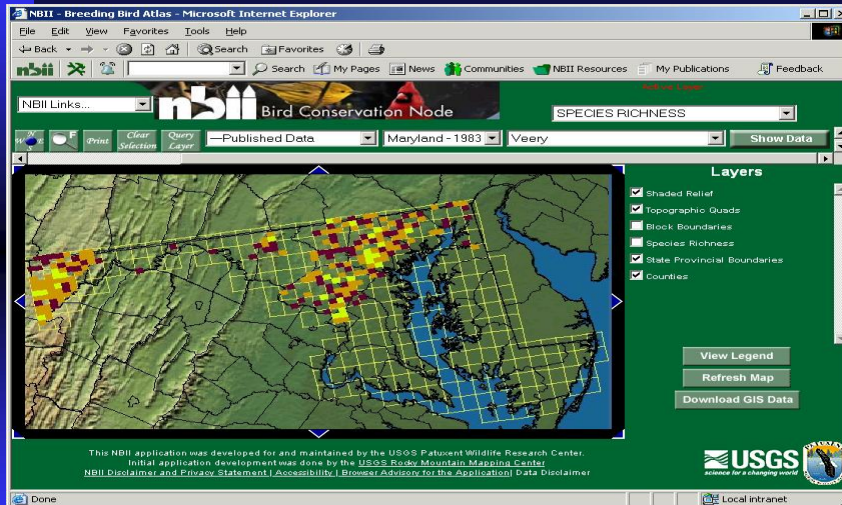 NBII - Breeding Bird Atlas - Microsoft Internet Explorer
File Edit View Favorites Tools Help
Back Search Favorites
nbii Search My Pages News Communities NBII Resources My Publications Feedback
NBII Links... nbii Bird Conservation Node SPECIES RICHNESS
Print Clear Selection Query Layer —Published Data Maryland - 1983 Veery Show Data
Layers
Shaded Relief
Topographic Quads
Block Boundaries
Species Richness
State Provincial Boundaries
Counties
View Legend
Refresh Map
Download GIS Data
This NBII application was developed for and maintained by the USGS Patuxent Wildlife Research Center.
Initial application development was done by the USGS Rocky Mountain Mapping Center
NBII Disclaimer and Privacy Statement | Accessibility | Browser Advisory for the Application| Data Disclaimer
USGS
science for a changing world
Done Local intranet